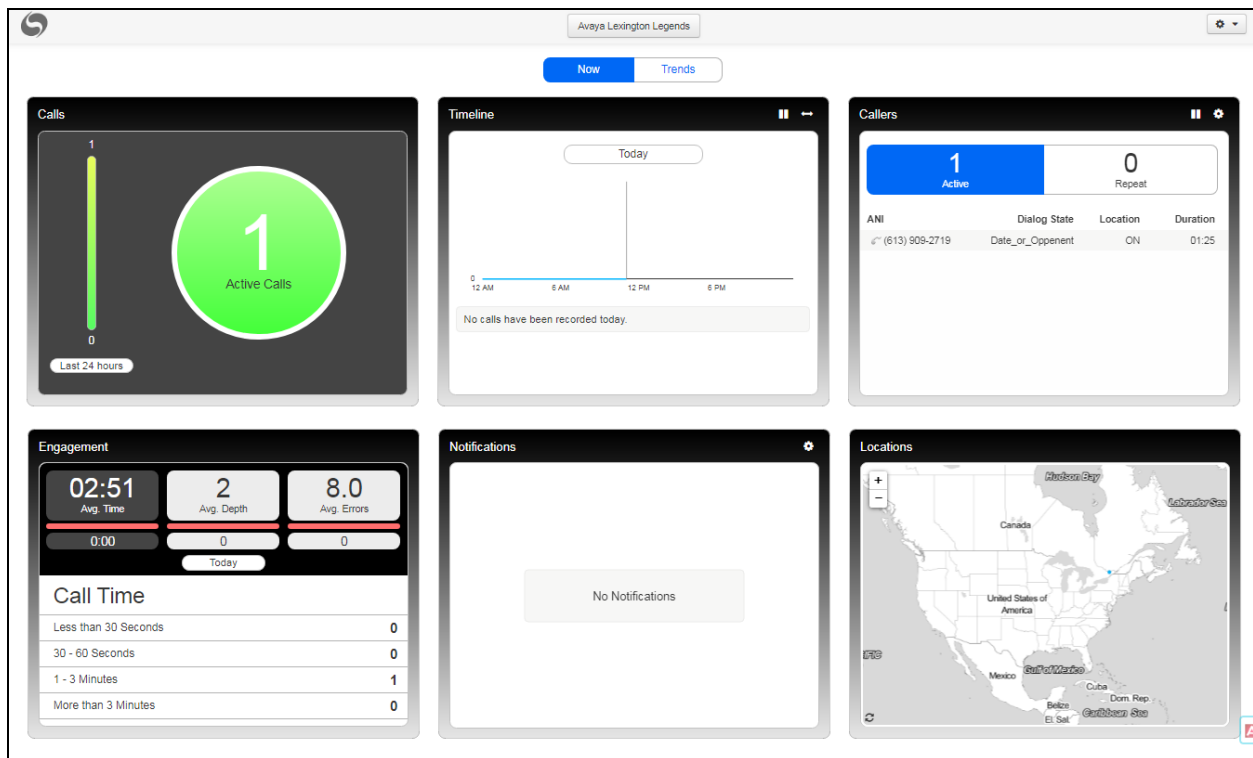 Avaya Lexington Legends
Now Trends
Calls
1
1
Active Calls
0
Last 24 hours
Timeline
Today
0
12 AM 6 AM 12 PM 6 PM
No calls have been recorded today.
Callers
1 0
Active Repeat
ANI Dialog State Location Duration
(613) 909-2719 Date_or_Oppenent ON 01:25
Engagement
02:51 2 8.0
Avg. Time Avg. Depth Avg. Errors
0:00 0 0
Today
Call Time
Less than 30 Seconds 0
30 - 60 Seconds 0
1 - 3 Minutes 1
More than 3 Minutes 0
Notifications
No Notifications
Locations
+
−
Hudson Bay
Labrador Sea
Canada
United States of
America
Gulf of Mexico
Mexico
Cuba
Dom. Rep.
Belize
Caribbean Sea
El. Sal.